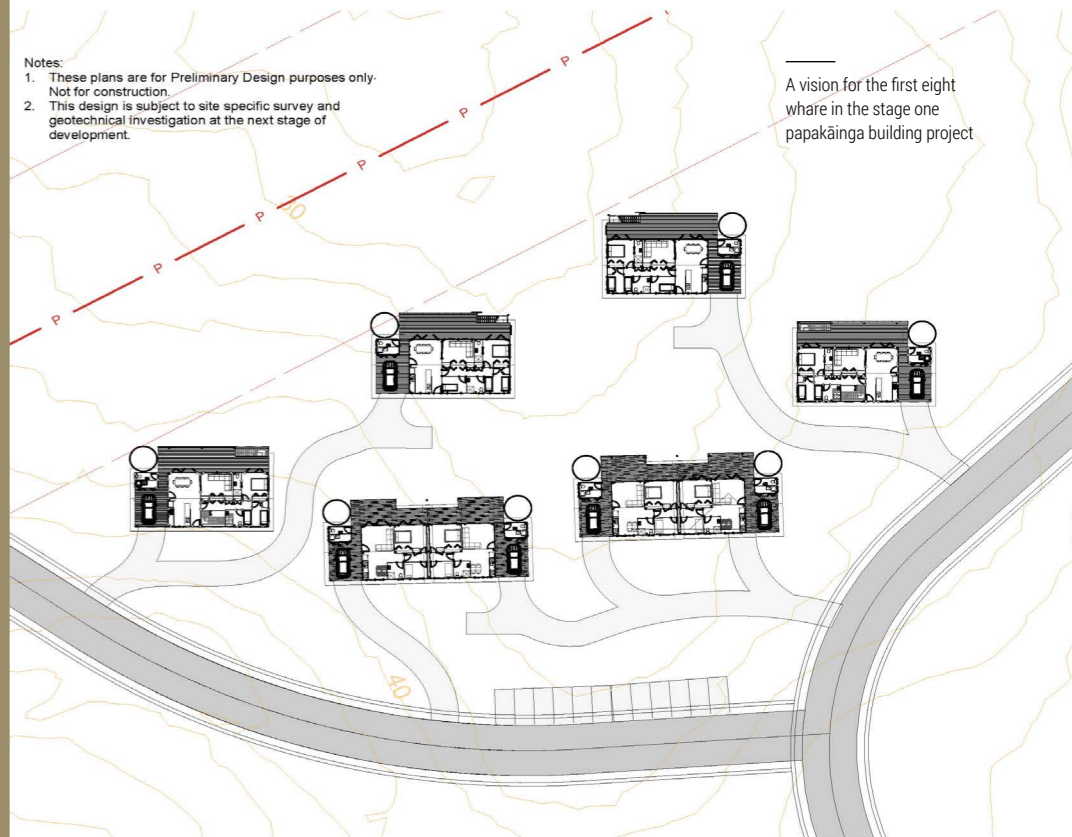 Notes:
1. These plans are for Preliminary Design purposes only.
Not for construction.
2. This design is subject to site specific survey and
geotechnical investigation at the next stage of
development.
A vision for the first eight
whare in the stage one
papakāinga building project
P
P
P
P
P
P
30
40